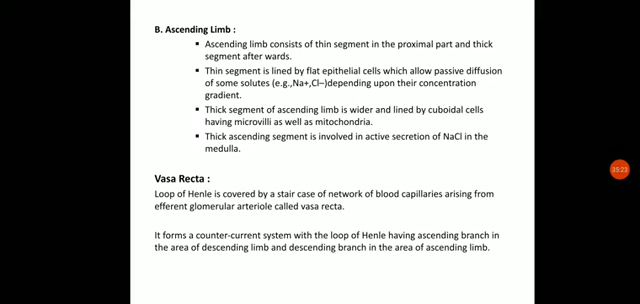 B. Ascending Limb :
▪ Ascending limb consists of thin segment in the proximal part and thick
segment after wards.
▪ Thin segment is lined by flat epithelial cells which allow passive diffusion
of some solutes (e.g.,Na+,Cl–)depending upon their concentration
gradient.
▪ Thick segment of ascending limb is wider and lined by cuboidal cells
having microvilli as well as mitochondria.
▪ Thick ascending segment is involved in active secretion of NaCl in the
medulla.
Vasa Recta :
Loop of Henle is covered by a stair case of network of blood capillaries arising from
efferent glomerular arteriole called vasa recta.
It forms a counter-current system with the loop of Henle having ascending branch in
the area of descending limb and descending branch in the area of ascending limb.
35:23